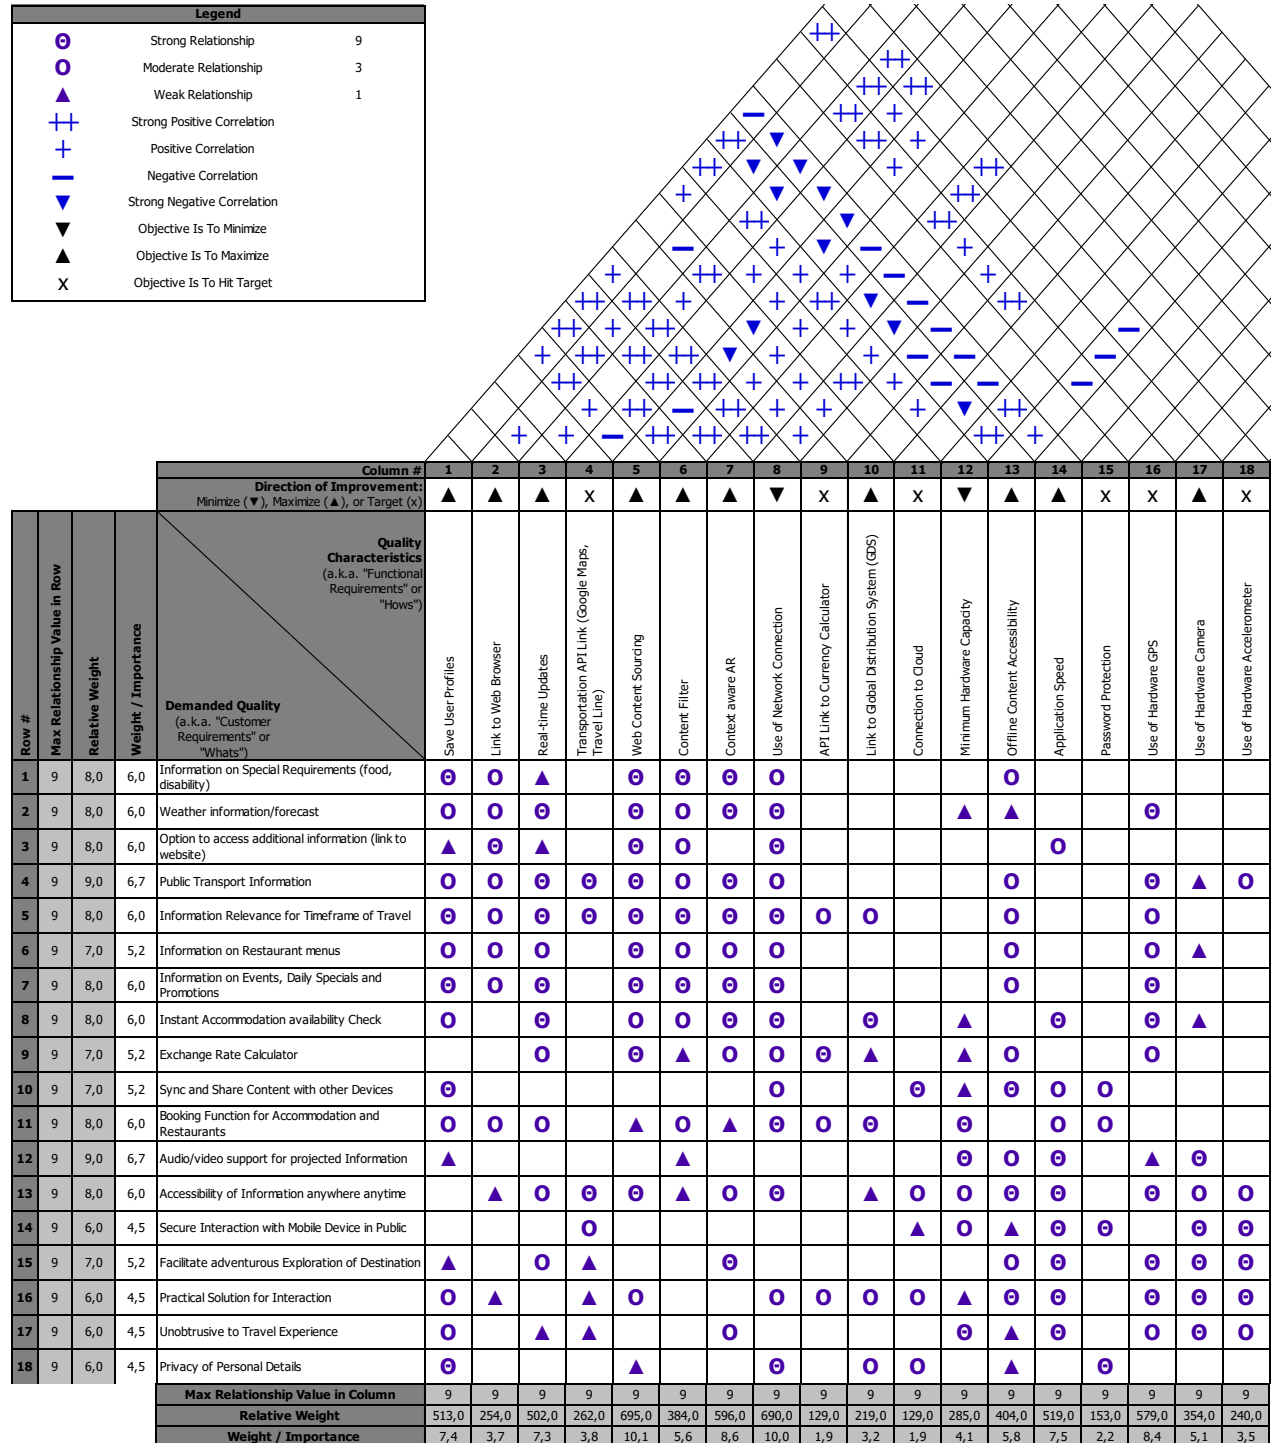 Legend
Θ Strong Relationship 9
Ο Moderate Relationship 3
▲ Weak Relationship 1
┼┼ Strong Positive Correlation
┼ Positive Correlation
▬ Negative Correlation
▼ Strong Negative Correlation
▼ Objective Is To Minimize
▲ Objective Is To Maximize
x Objective Is To Hit Target
Column # 1 2 3 4 5 6 7 8 9 10 11 12 13 14 15 16 17 18
Direction of Improvement:
Minimize (▼), Maximize (▲), or Target (x) ▲ ▲ ▲ x ▲ ▲ ▲ ▼ x ▲ x ▼ ▲ ▲ x x ▲ x
Row #
Max Relationship Value in Row
Relative Weight
Weight / Importance
Quality
Characteristics
(a.k.a. "Functional
Requirements" or
"Hows")
Demanded Quality
(a.k.a. "Customer
Requirements" or
"Whats")
Save User Profiles
Link to Web Browser
Real-time Updates
Transportation API Link (Google Maps,
Travel Line)
Web Content Sourcing
Content Filter
Context aware AR
Use of Network Connection
API Link to Currency Calculator
Link to Global Distribution System (GDS)
Connection to Cloud
Minimum Hardware Capacity
Offline Content Accessibility
Application Speed
Password Protection
Use of Hardware GPS
Use of Hardware Camera
Use of Hardware Accelerometer
1 9 8,0 6,0 Information on Special Requirements (food,
disability) Θ Ο ▲ Θ Θ Θ Ο Ο
2 9 8,0 6,0 Weather information/forecast Ο Ο Θ Θ Ο Θ Θ ▲ ▲ Θ
3 9 8,0 6,0 Option to access additional information (link to
website) ▲ Θ ▲ Θ Ο Θ Ο
4 9 9,0 6,7 Public Transport Information Ο Ο Θ Θ Θ Ο Θ Ο Ο Θ ▲ Ο
5 9 8,0 6,0 Information Relevance for Timeframe of Travel Θ Ο Θ Θ Θ Θ Θ Θ Ο Ο Ο Ο
6 9 7,0 5,2 Information on Restaurant menus Ο Ο Ο Θ Ο Ο Ο Ο Ο ▲
7 9 8,0 6,0 Information on Events, Daily Specials and
Promotions Θ Ο Θ Θ Θ Θ Θ Ο Θ
8 9 8,0 6,0 Instant Accommodation availability Check Ο Θ Ο Ο Θ Θ Θ ▲ Θ Θ ▲
9 9 7,0 5,2 Exchange Rate Calculator Ο Θ ▲ Ο Ο Θ ▲ ▲ Ο Ο
10 9 7,0 5,2 Sync and Share Content with other Devices Θ Ο Θ ▲ Θ Ο Ο
11 9 8,0 6,0 Booking Function for Accommodation and
Restaurants Ο Ο Ο ▲ Ο ▲ Θ Ο Θ Θ Ο Ο
12 9 9,0 6,7 Audio/video support for projected Information ▲ ▲ Θ Ο Θ ▲ Θ
13 9 8,0 6,0 Accessibility of Information anywhere anytime ▲ Ο Θ Θ ▲ Ο Θ ▲ Ο Ο Θ Θ Θ Ο Ο
14 9 6,0 4,5 Secure Interaction with Mobile Device in Public Ο ▲ Ο ▲ Θ Θ Θ Θ
15 9 7,0 5,2 Facilitate adventurous Exploration of Destination ▲ Ο ▲ Θ Ο Θ Θ Θ Θ
16 9 6,0 4,5 Practical Solution for Interaction Ο ▲ ▲ Ο Ο Ο Ο Ο ▲ Θ Θ Θ Θ Θ
17 9 6,0 4,5 Unobtrusive to Travel Experience Ο ▲ ▲ Ο Θ ▲ Θ Ο Θ Ο
18 9 6,0 4,5 Privacy of Personal Details Θ ▲ Θ Ο Ο ▲ Θ
Max Relationship Value in Column 9 9 9 9 9 9 9 9 9 9 9 9 9 9 9 9 9 9
Relative Weight 513,0 254,0 502,0 262,0 695,0 384,0 596,0 690,0 129,0 219,0 129,0 285,0 404,0 519,0 153,0 579,0 354,0 240,0
Weight / Importance 7,4 3,7 7,3 3,8 10,1 5,6 8,6 10,0 1,9 3,2 1,9 4,1 5,8 7,5 2,2 8,4 5,1 3,5